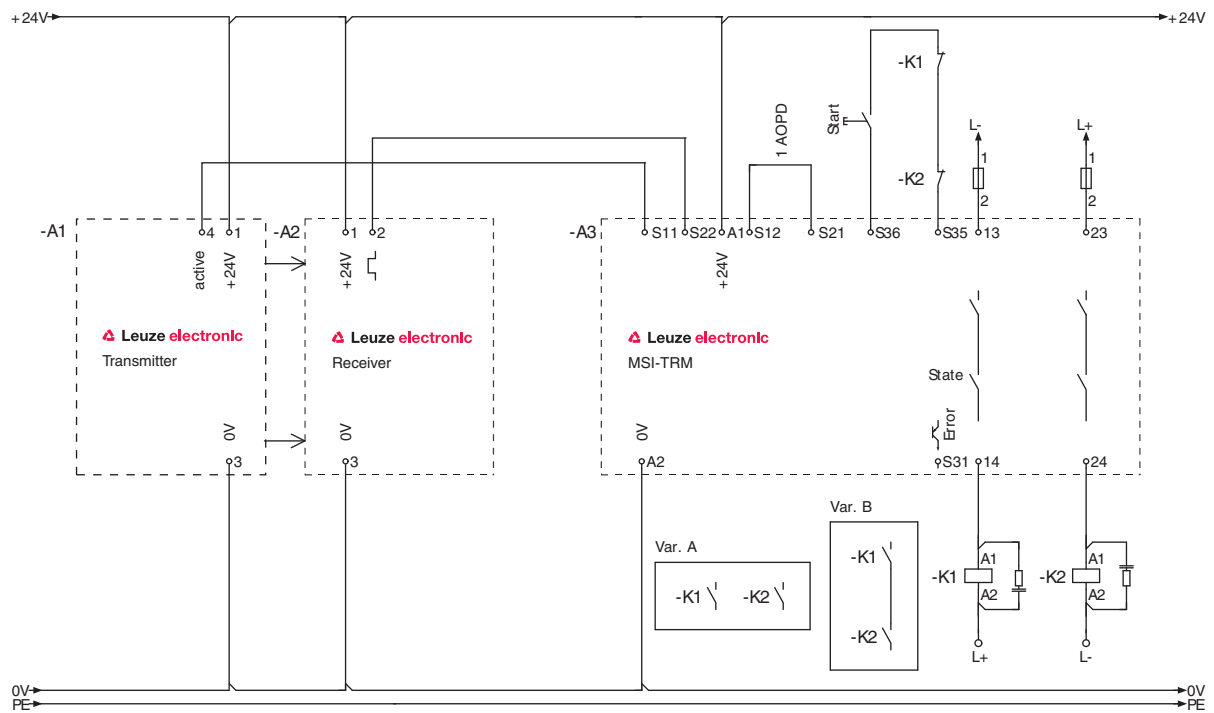 +24V
+24V
-K1
Start
1 AOPD
L-
L+
1
1
-K2
2
2
-A1
4
1
-A2
1
2
-A3
S11
S22
A1
S12
S21
S36
S35
13
23
active
+24V
+24V
+24V
Leuze electronic
Transmitter
Leuze electronic
Receiver
Leuze electronic
MSI-TRM
State
0V
0V
0V
Error
3
3
A2
S31
14
24
Var. A
-K1
-K2
Var. B
-K1
-K2
-K1
A1
A2
-K2
A1
A2
L+
L-
0V
0V
PE
PE